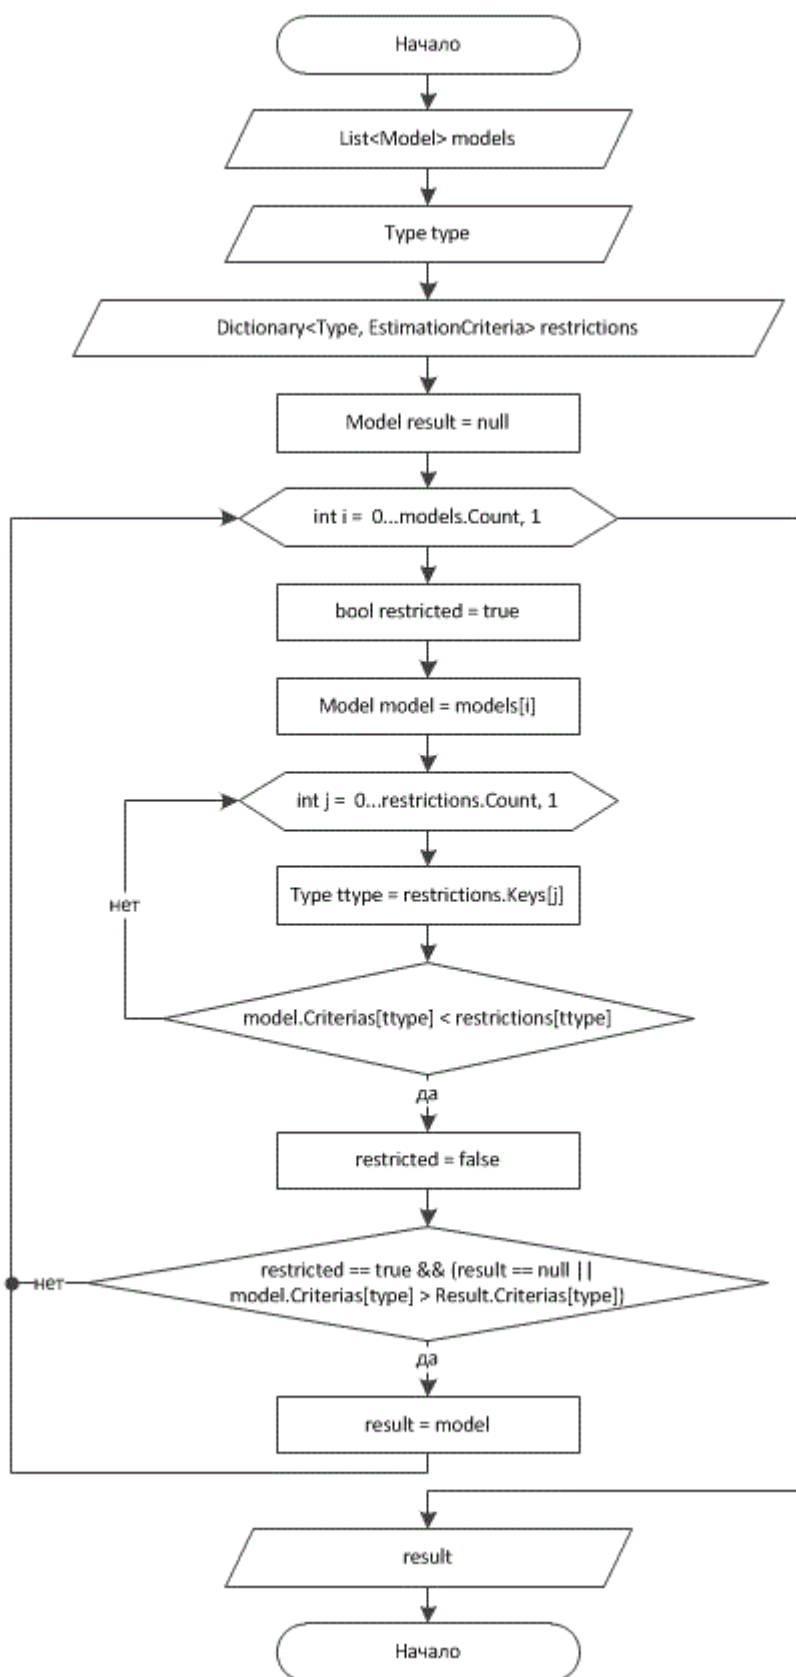 Начало
List<Model> models
Type type
Dictionary<Type, EstimationCriteria> restrictions
Model result = null
int i = 0...models.Count, 1
bool restricted = true
Model model = models[i]
int j = 0...restrictions.Count, 1
Type ttype = restrictions.Keys[j]
нет
model.Criterias[ttype] < restrictions[ttype]
да
restricted = false
restricted == true && (result == null ||
model.Criterias[type] > Result.Criterias[type])
нет
да
result = model
result
Начало